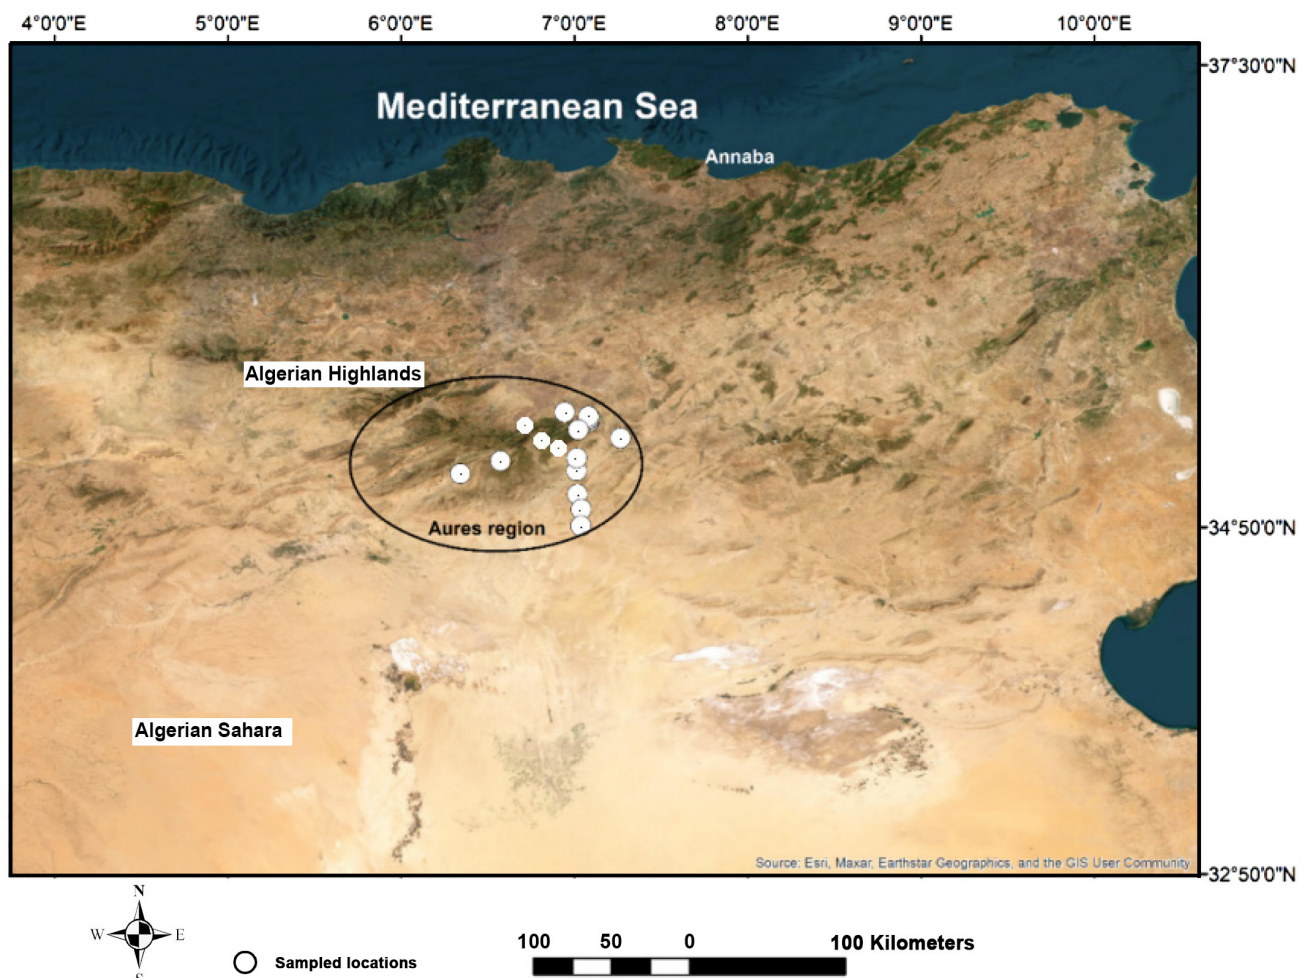 4°0'0"E 5°0'0"E 6°0'0"E 7°0'0"E 8°0'0"E 9°0'0"E 10°0'0"E
37°30'0"N
Mediterranean Sea
Annaba
Algerian Highlands
Aures region
34°50'0"N
Algerian Sahara
Source: Esri, Maxar, Earthstar Geographics, and the GIS User Community
32°50'0"N
N
W E
S
Sampled locations
100 50 0 100 Kilometers